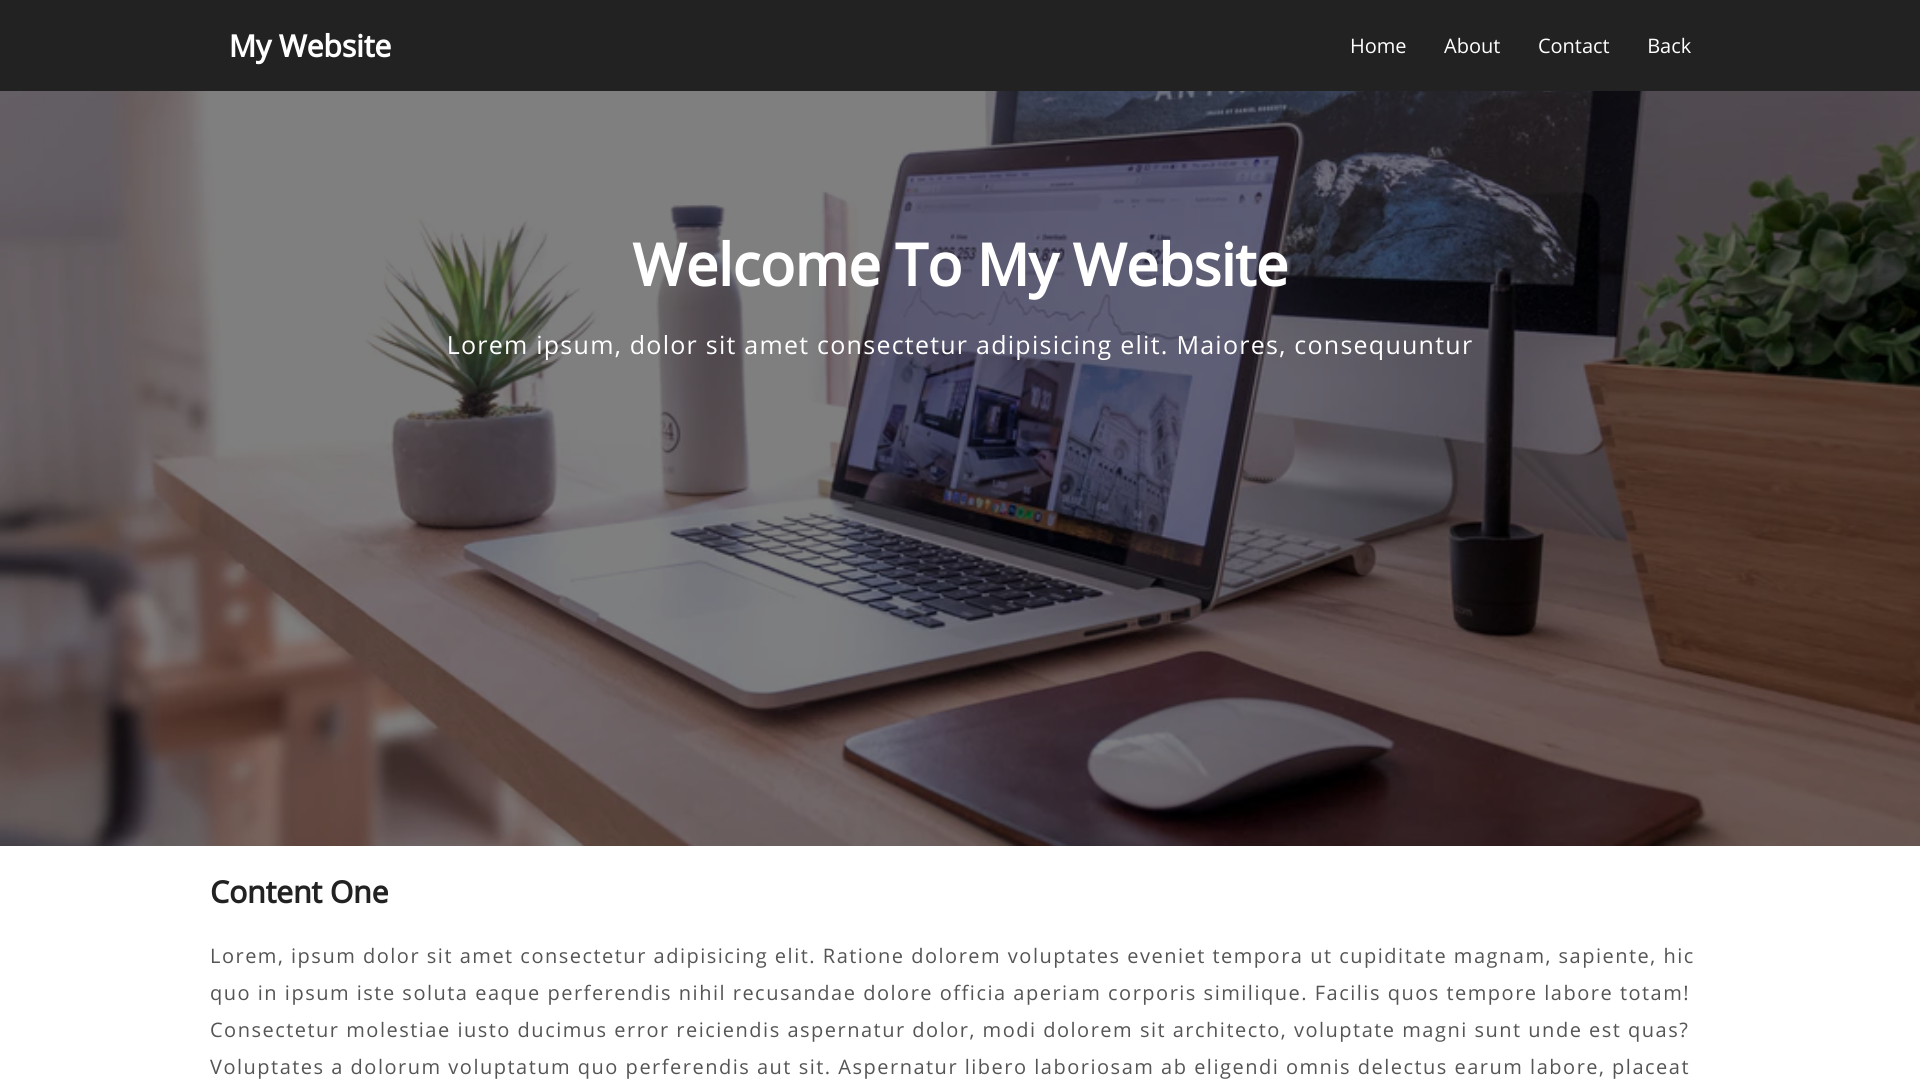 My Website
Home About Contact Back
Welcome To My Website
Lorem ipsum, dolor sit amet consectetur adipisicing elit. Maiores, consequuntur
Content One
Lorem, ipsum dolor sit amet consectetur adipisicing elit. Ratione dolorem voluptates eveniet tempora ut cupiditate magnam, sapiente, hic
quo in ipsum iste soluta eaque perferendis nihil recusandae dolore officia aperiam corporis similique. Facilis quos tempore labore totam!
Consectetur molestiae iusto ducimus error reiciendis aspernatur dolor, modi dolorem sit architecto, voluptate magni sunt unde est quas?
Voluptates a dolorum voluptatum quo perferendis aut sit. Aspernatur libero laboriosam ab eligendi omnis delectus earum labore, placeat